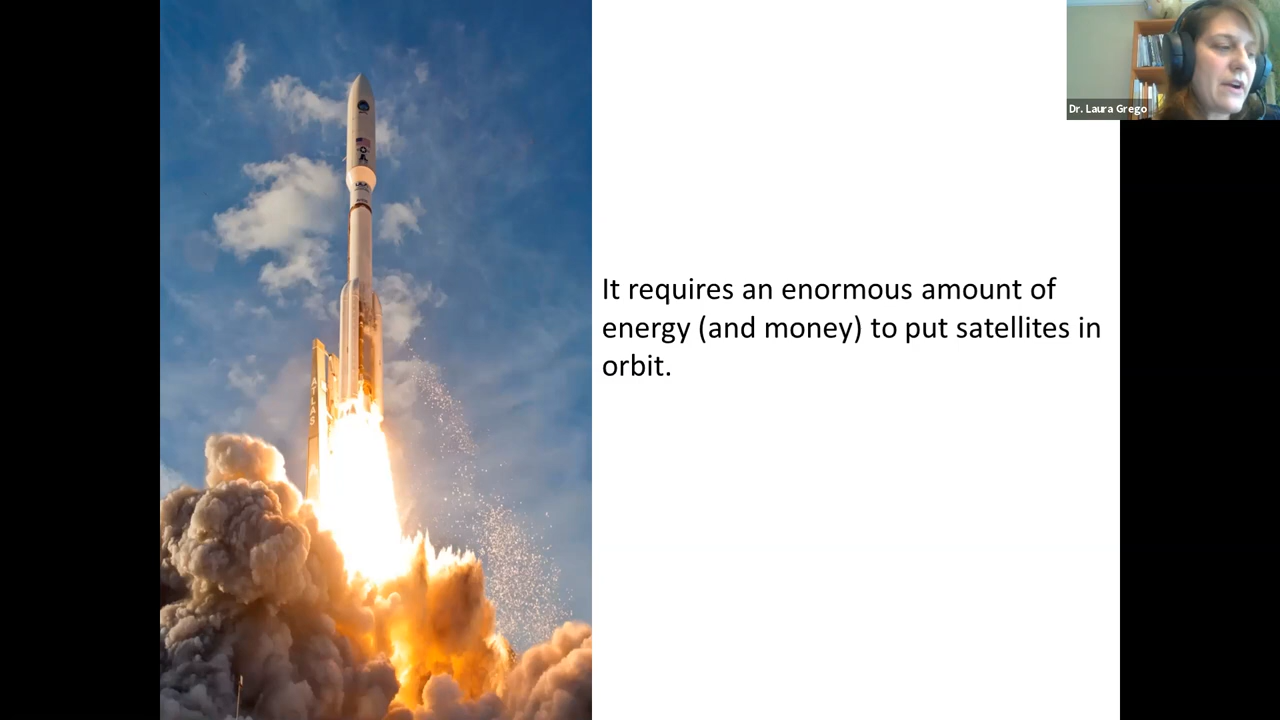 Dr. Laura Grego
It requires an enormous amount of
energy (and money) to put satellites in
orbit.
ATLAS